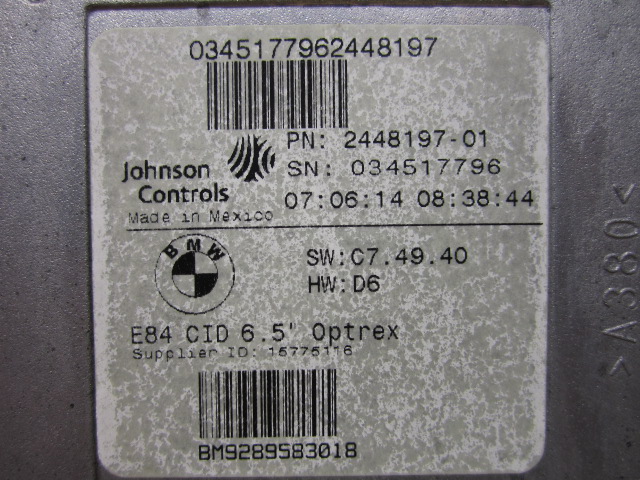 0345177962448197
PN: 2448197-01
SN: 034517796
Johnson
Controls
07:06:14 08:38:44
Made in Mexico
BMW
SW:C7.49.40
HW:D6
E84 CID 6.5' Optrex
Supplier ID: 15775116
BM9289583018
>A380<